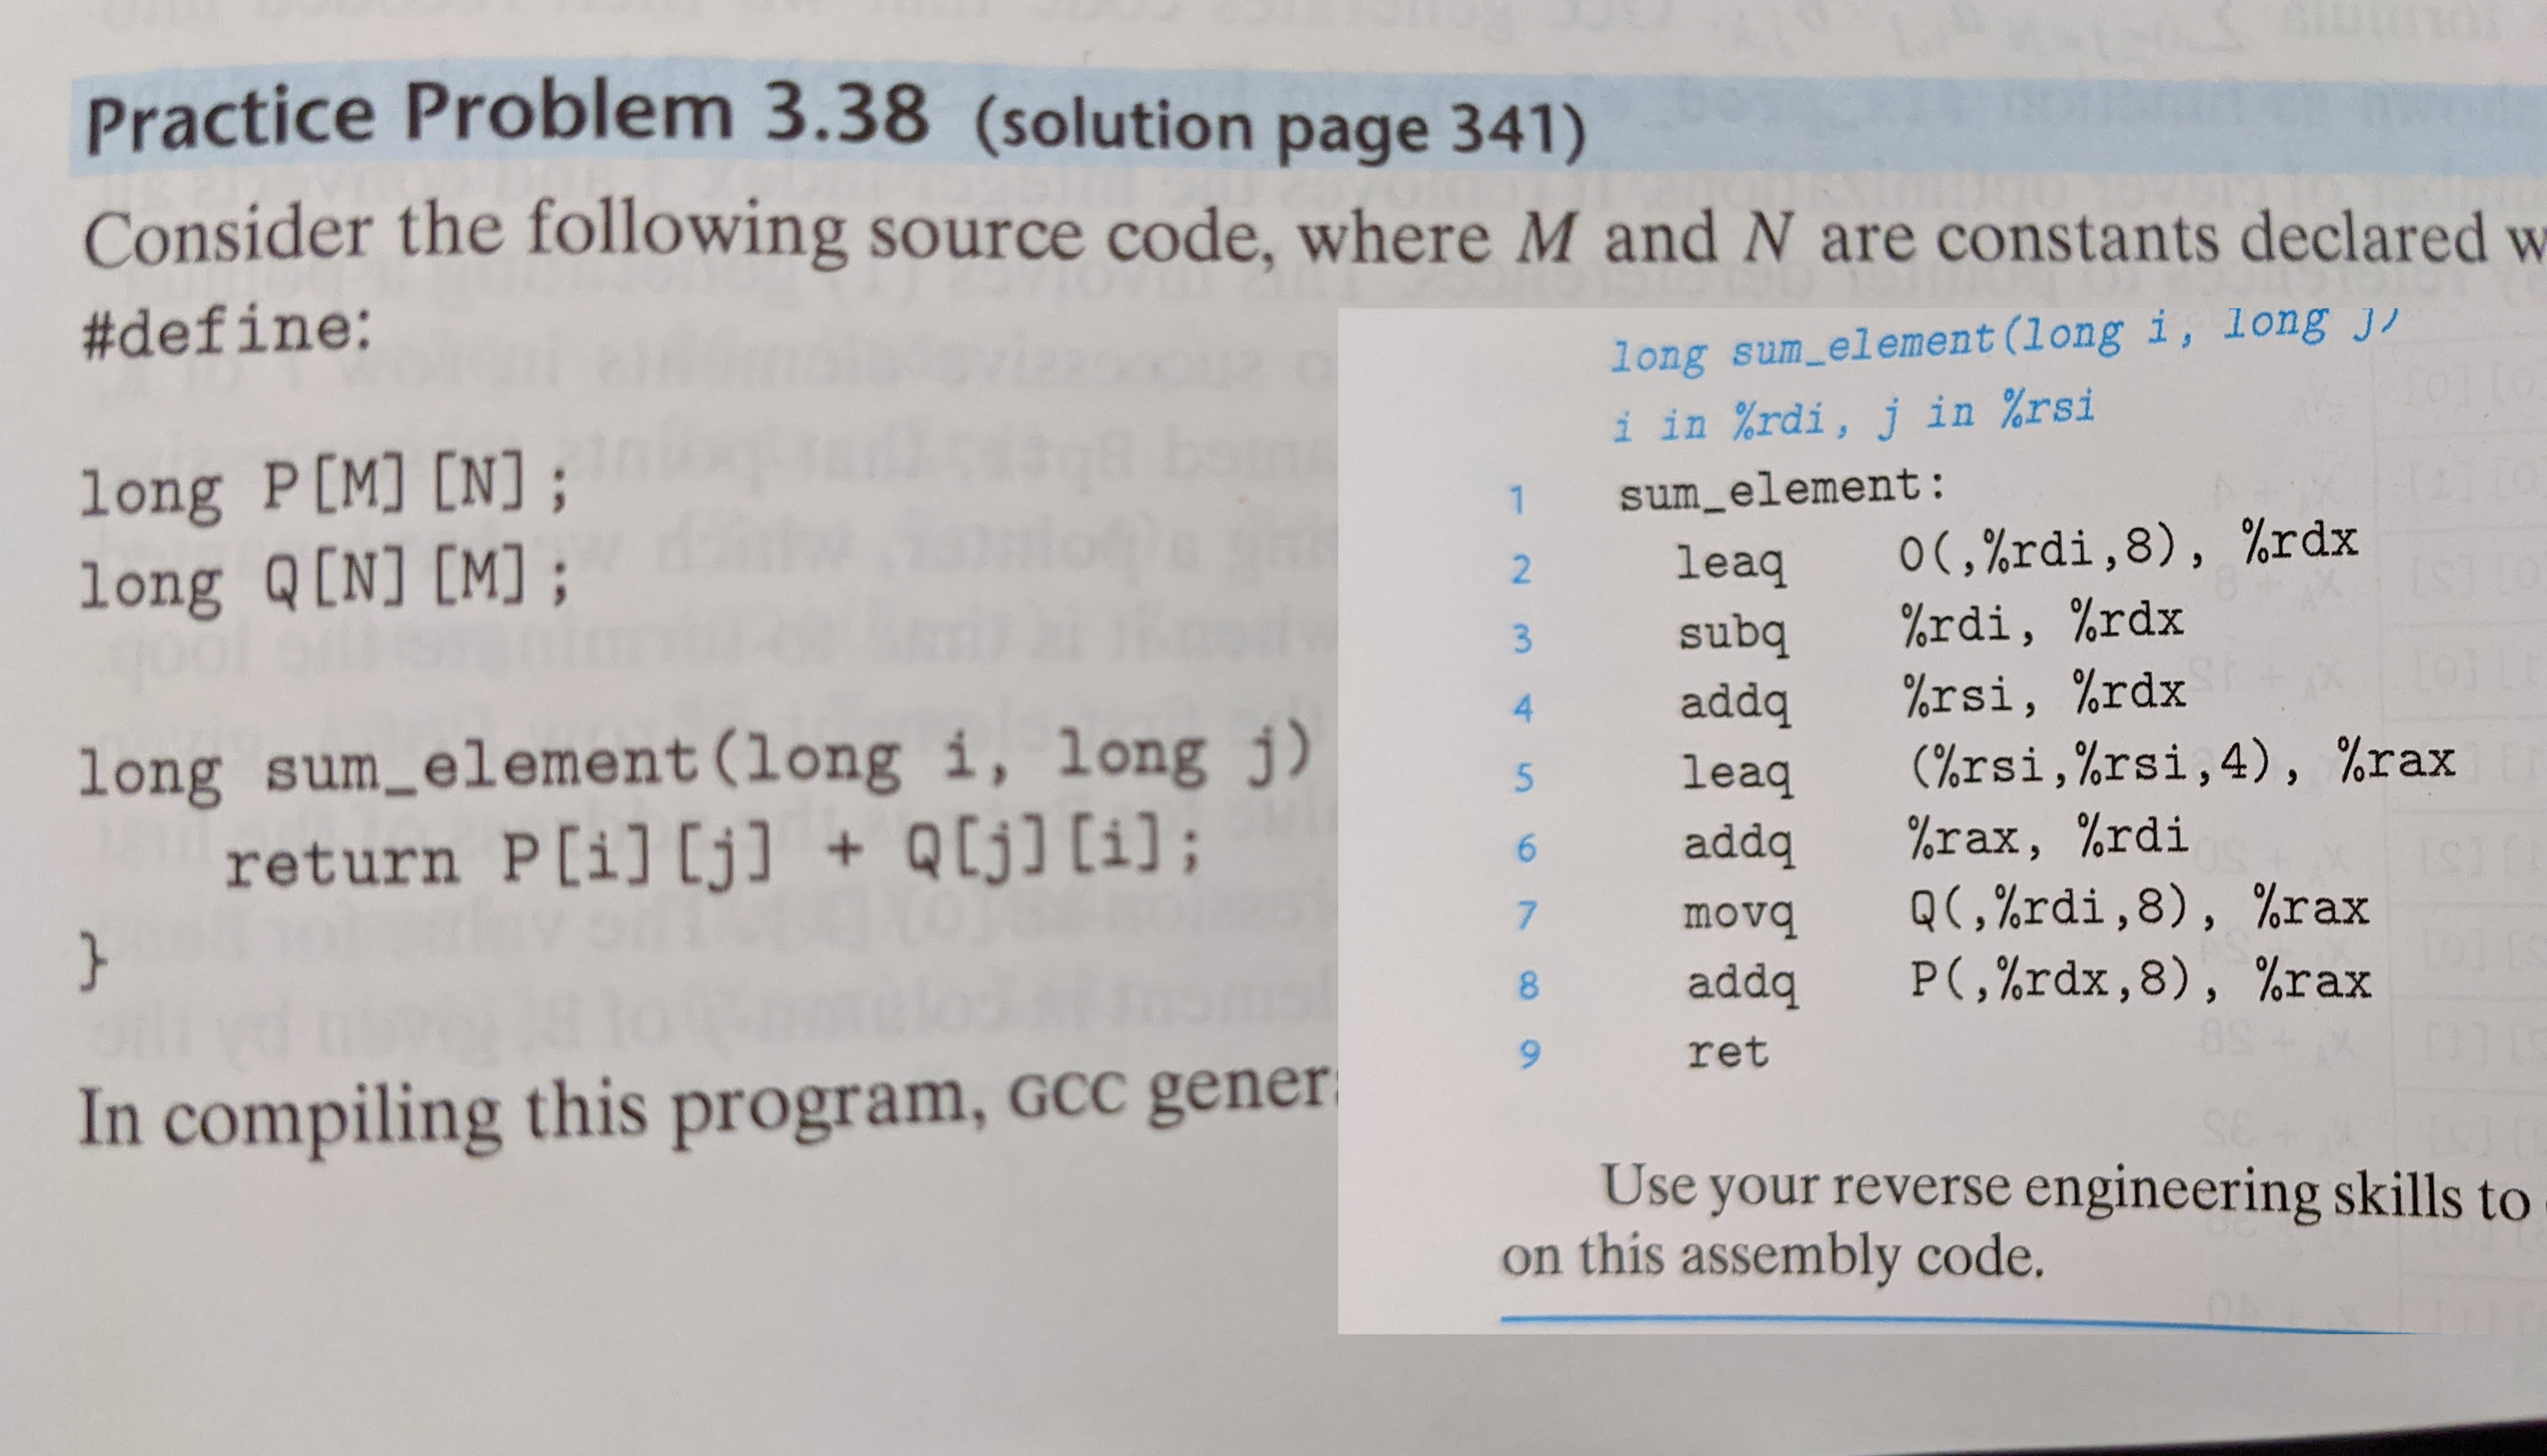 Practice Problem 3.38 (solution page 341)
Consider the following source code, where M and N are constants declared w
#define:
long P[M][N];
long Q[N][M];
long sum_element(long i, long j)
return P[i][j] + Q[j][i];
}
In compiling this program, GCC gener
long sum_element(long i, long j)
i in %rdi, j in %rsi
1 sum_element:
2 leaq 0(,%rdi,8), %rdx
3 subq %rdi, %rdx
4 addq %rsi, %rdx
5 leaq (%rsi,%rsi,4), %rax
6 addq %rax, %rdi
7 movq Q(,%rdi,8), %rax
8 addq P(,%rdx,8), %rax
9 ret
Use your reverse engineering skills to
on this assembly code.